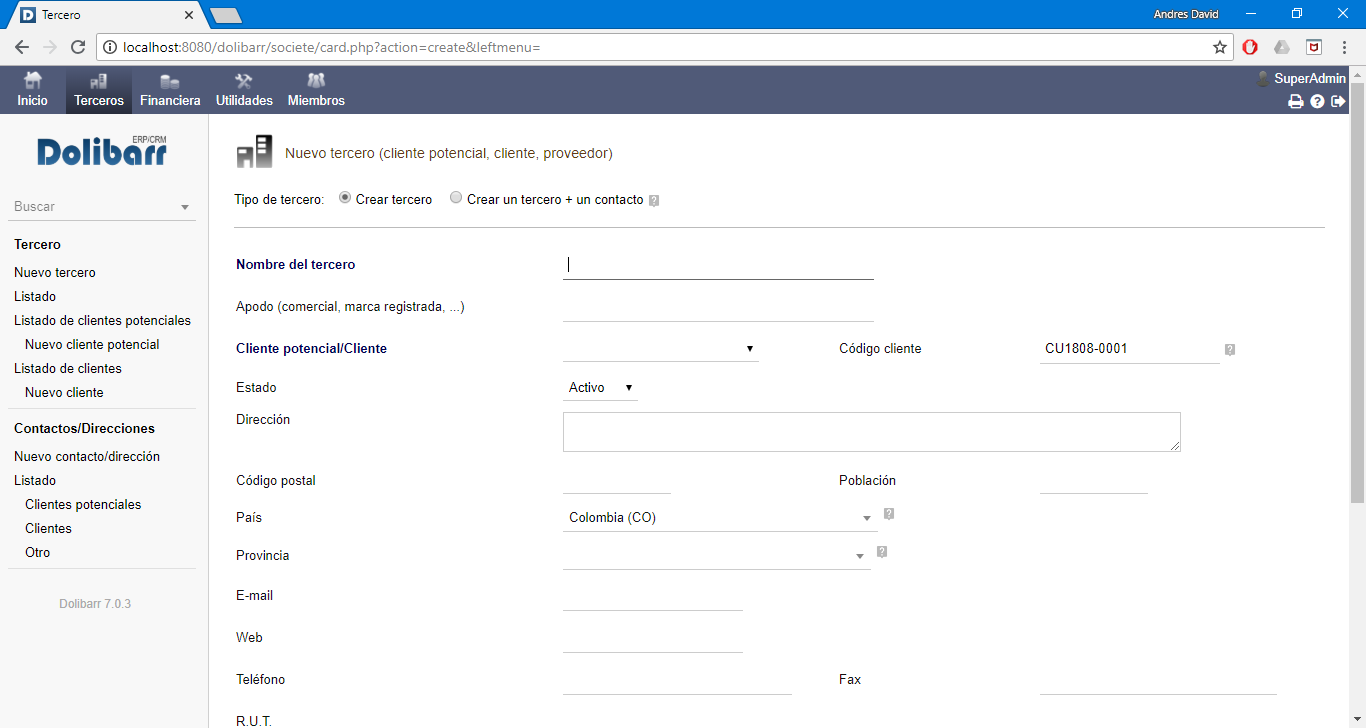 Tercero
Andres David
localhost:8080/dolibarr/societe/card.php?action=create&leftmenu=
Inicio Terceros Financiera Utilidades Miembros
SuperAdmin
ERP/CRM
Dolibarr
Buscar
Tercero
Nuevo tercero
Listado
Listado de clientes potenciales
Nuevo cliente potencial
Listado de clientes
Nuevo cliente
Contactos/Direcciones
Nuevo contacto/dirección
Listado
Clientes potenciales
Clientes
Otro
Dolibarr 7.0.3
Nuevo tercero (cliente potencial, cliente, proveedor)
Tipo de tercero: Crear tercero Crear un tercero + un contacto ?
Nombre del tercero
Apodo (comercial, marca registrada, ...)
Cliente potencial/Cliente Código cliente CU1808-0001 ?
Estado Activo
Dirección
Código postal Población
País Colombia (CO) ?
Provincia ?
E-mail
Web
Teléfono Fax
R.U.T.